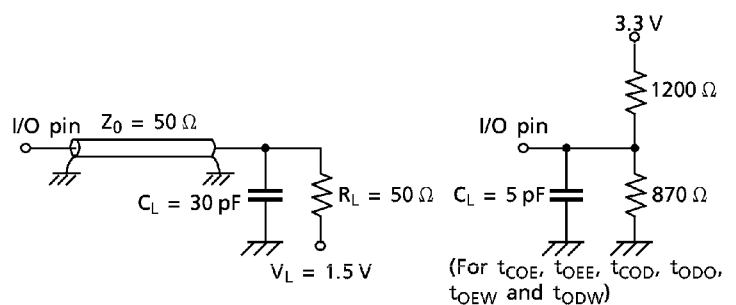 3.3 V
1200 Ω
I/O pin
Z0 = 50 Ω
I/O pin
CL = 30 pF
RL = 50 Ω
CL = 5 pF
870 Ω
VL = 1.5 V
(For tCOE, tOEE, tCOD, tODO,
tOEW and tODW)